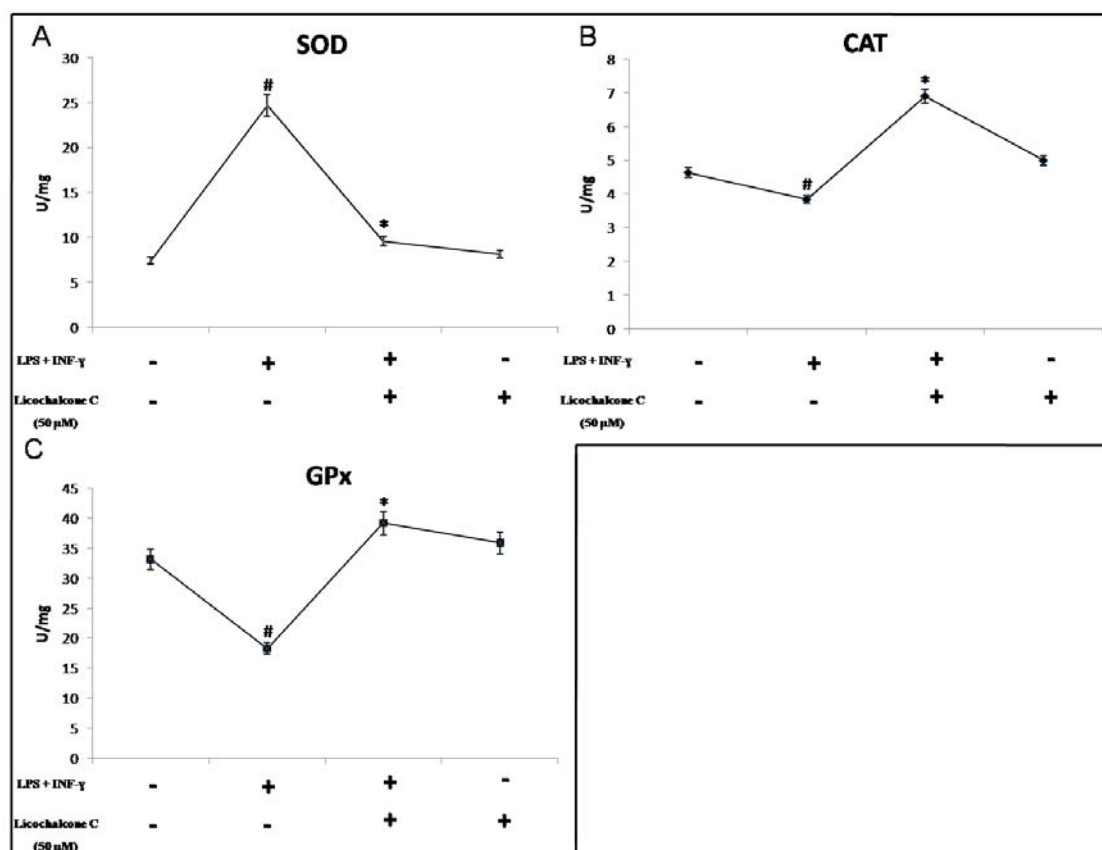 A
SOD
30
25
20
15
10
5
0
U/mg
#
*
LPS + INF-γ - + + -
Licochalcone C - - + +
(50 μM)
B
CAT
8
7
6
5
4
3
2
1
0
U/mg
#
*
LPS + INF-γ - + + -
Licochalcone C - - + +
(50 μM)
C
GPx
45
40
35
30
25
20
15
10
5
0
U/mg
#
*
LPS + INF-γ - + + -
Licochalcone C - - + +
(50 μM)